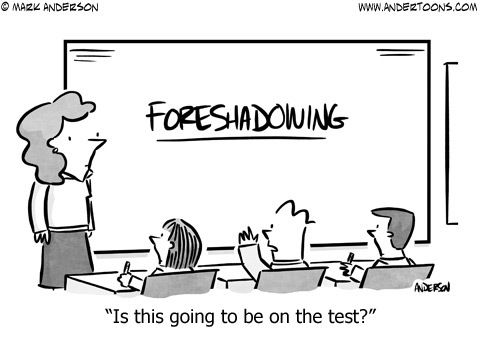 © MARK ANDERSON
WWW.ANDERTOONS.COM
FORESHADOWING
ANDERSON
"Is this going to be on the test?"